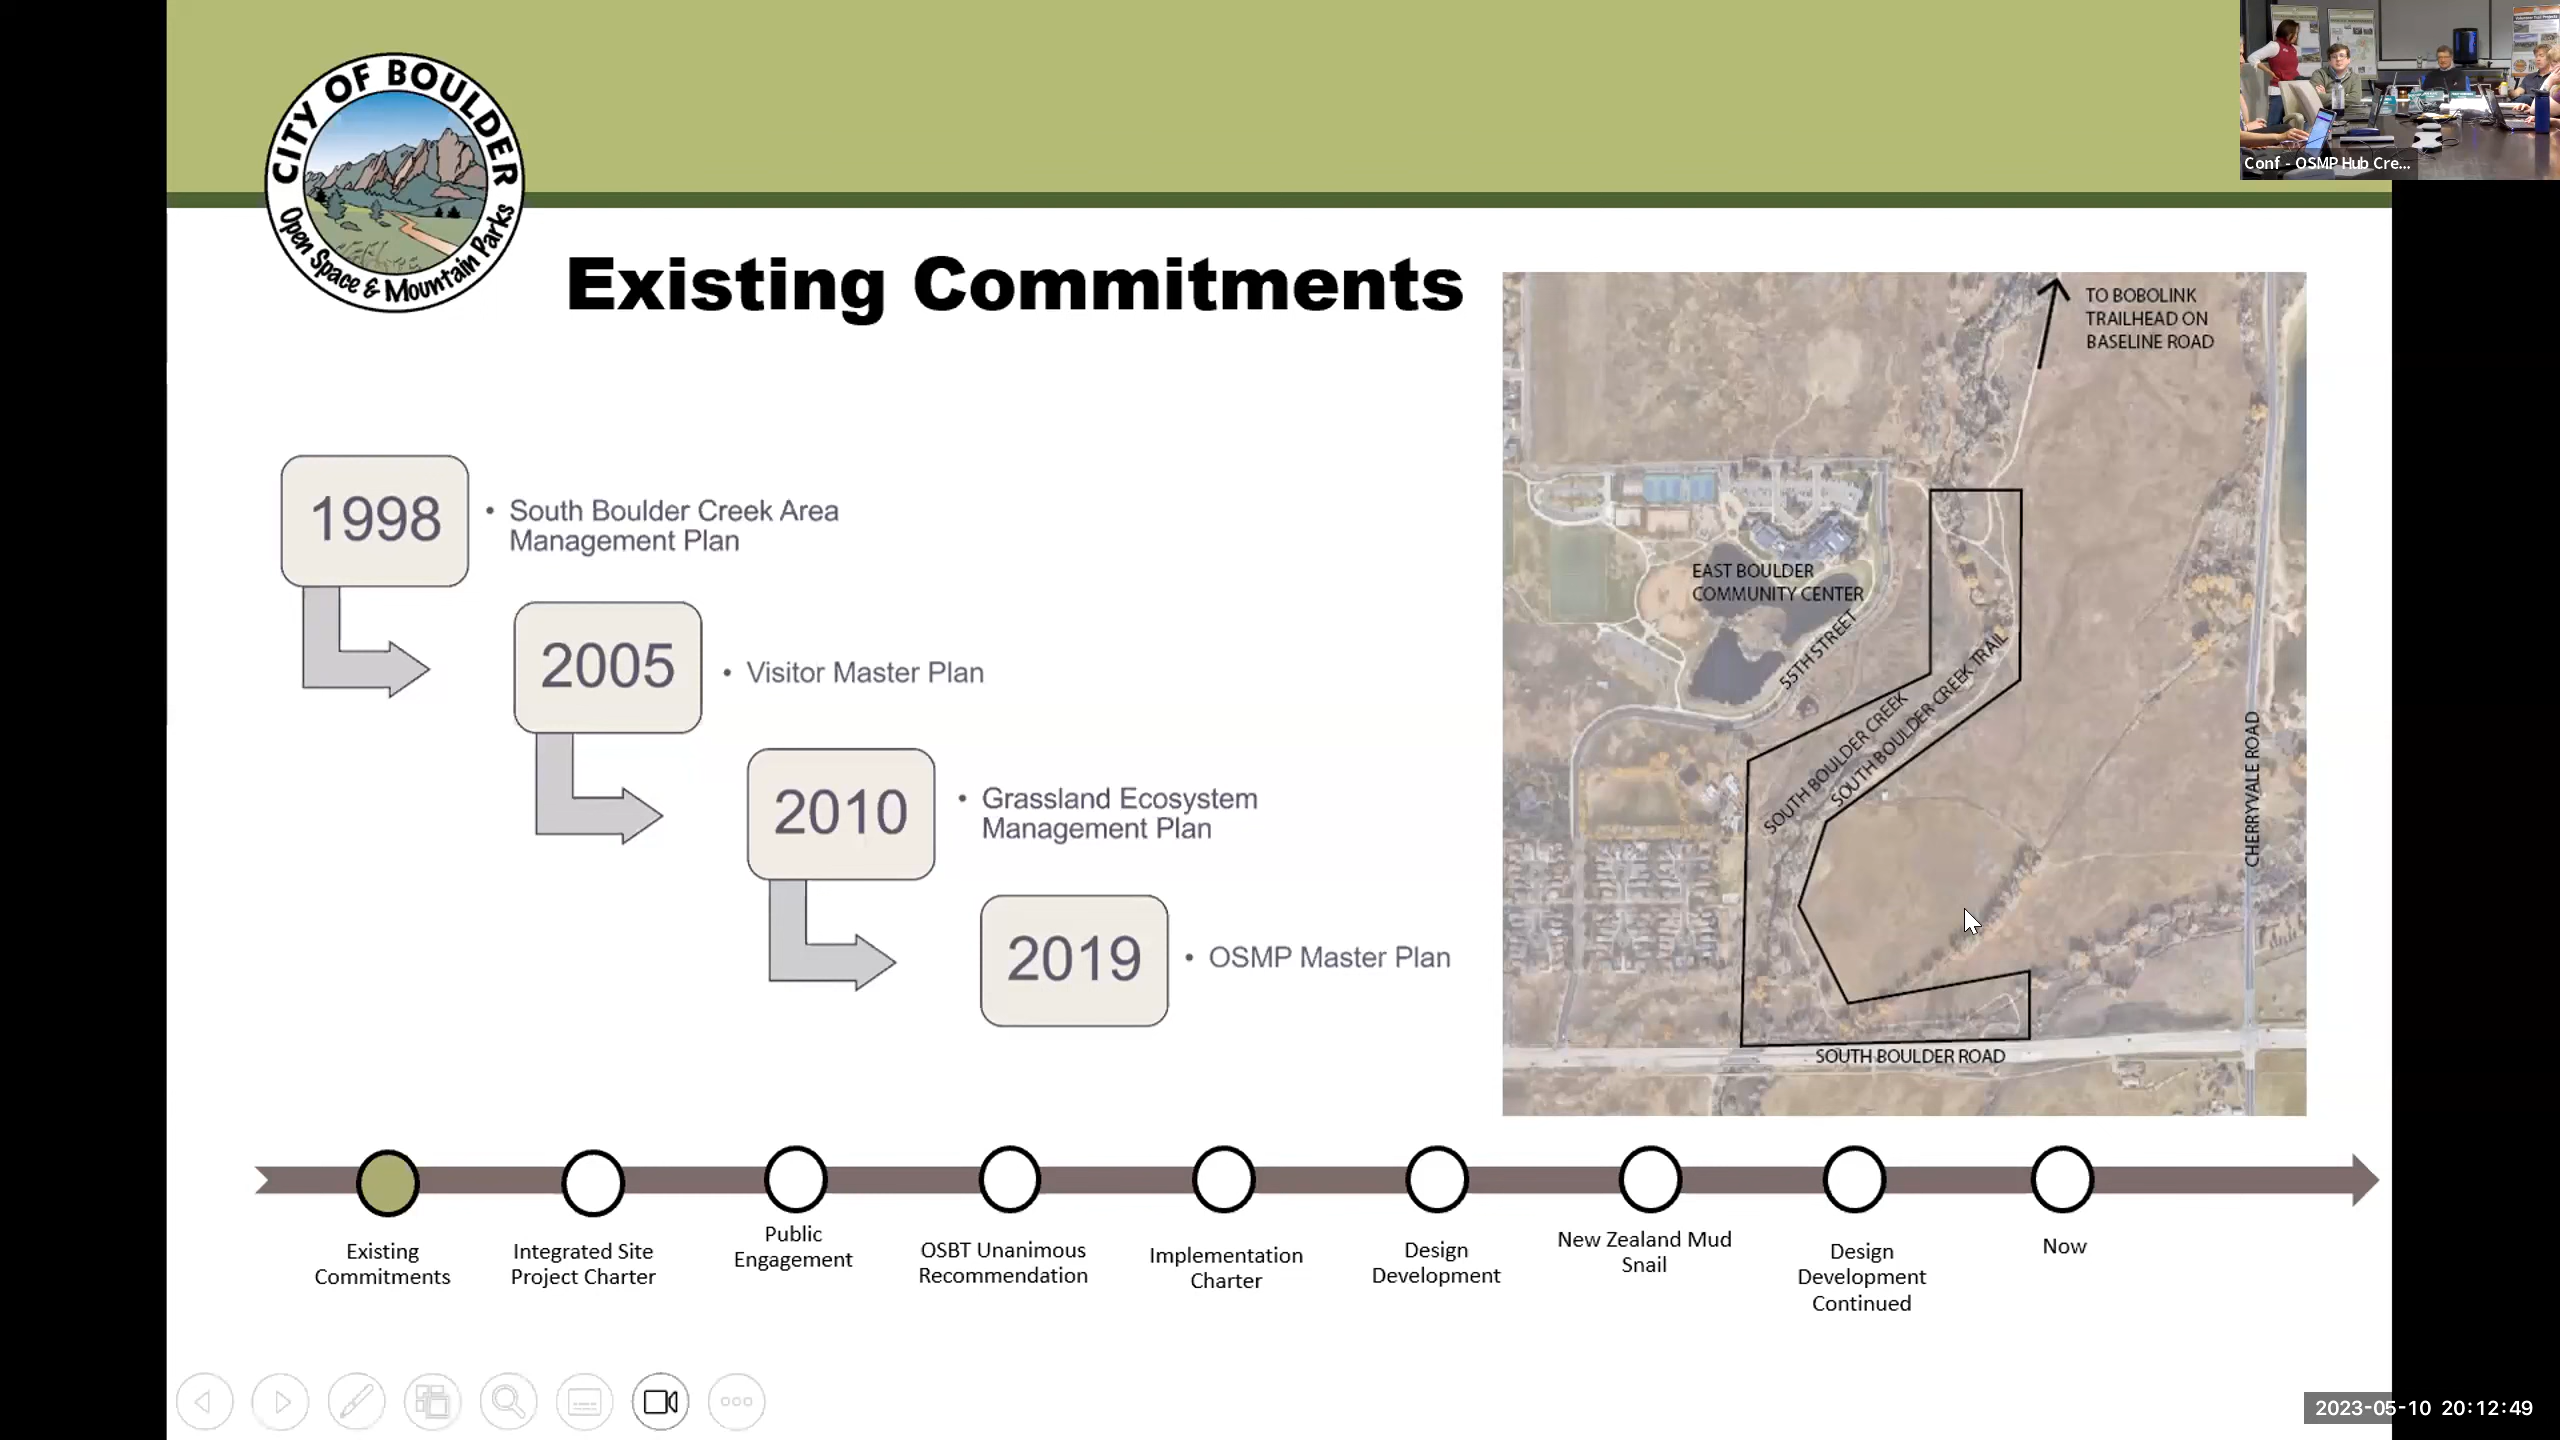 CITY OF BOULDER
Open Space & Mountain Parks
Conf - OSMP Hub Cre...
Existing Commitments
1998
• South Boulder Creek Area
Management Plan
2005
• Visitor Master Plan
2010
• Grassland Ecosystem
Management Plan
2019
• OSMP Master Plan
TO BOBOLINK
TRAILHEAD ON
BASELINE ROAD
EAST BOULDER
COMMUNITY CENTER
55TH STREET
SOUTH BOULDER CREEK
SOUTH BOULDER CREEK TRAIL
CHERRYVALE ROAD
SOUTH BOULDER ROAD
Existing
Commitments
Integrated Site
Project Charter
Public
Engagement
OSBT Unanimous
Recommendation
Implementation
Charter
Design
Development
New Zealand Mud
Snail
Design
Development
Continued
Now
2023-05-10 20:12:49